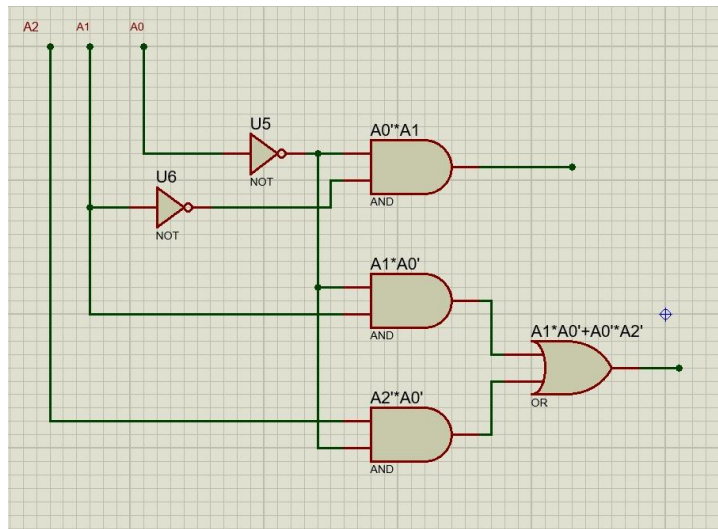 A2 A1 A0
U5
A0'*A1
NOT
AND
U6
NOT
A1*A0'
AND
A1*A0'+A0'*A2'
OR
A2'*A0'
AND